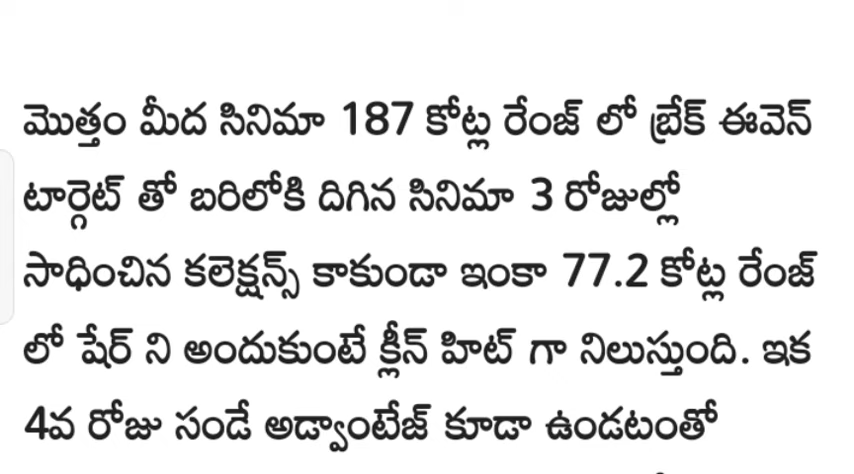 మొత్తం మీద సినిమా 187 కోట్ల రేంజ్ లో బ్రేక్ ఈవెన్
టార్గెట్ తో బరిలోకి దిగిన సినిమా 3 రోజుల్లో
సాధించిన కలెక్షన్స్ కాకుండా ఇంకా 77.2 కోట్ల రేంజ్
లో షేర్ ని అందుకుంటే క్లీన్ హిట్ గా నిలుస్తుంది. ఇక
4వ రోజు సండే అడ్వాంటేజ్ కూడా ఉండటంతో